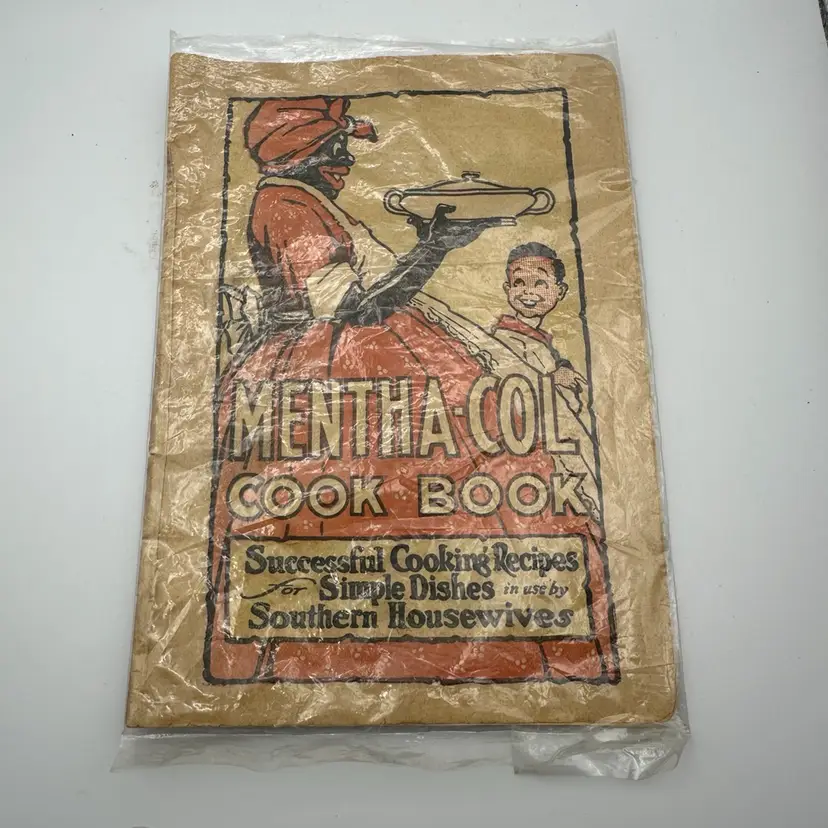 MENTHA-COL
COOK BOOK
Successful Cooking Recipes
for Simple Dishes in use by
Southern Housewives